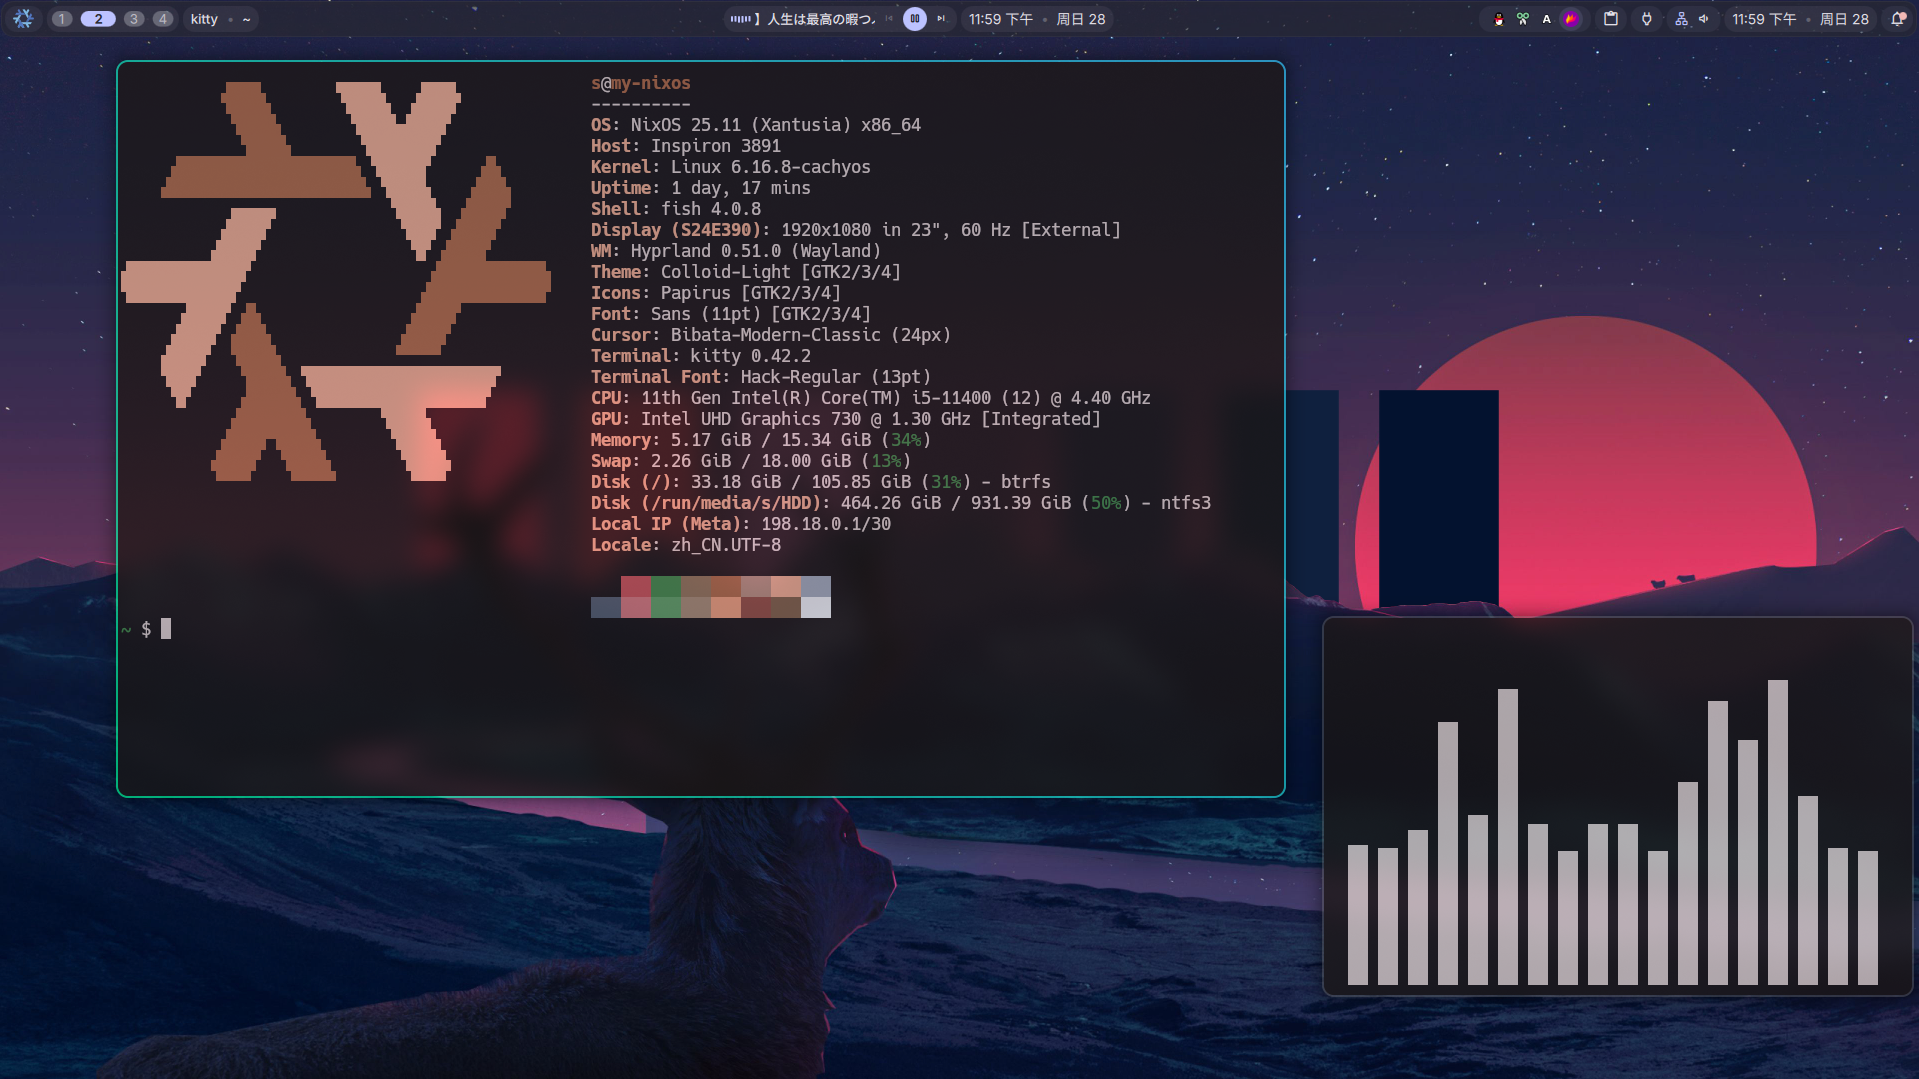 1 2 3 4 kitty • ~
】人生は最高の暇つ
11:59 下午 • 周日 28
A
11:59 下午 • 周日 28
s@my-nixos
----------
OS: NixOS 25.11 (Xantusia) x86_64
Host: Inspiron 3891
Kernel: Linux 6.16.8-cachyos
Uptime: 1 day, 17 mins
Shell: fish 4.0.8
Display (S24E390): 1920x1080 in 23", 60 Hz [External]
WM: Hyprland 0.51.0 (Wayland)
Theme: Colloid-Light [GTK2/3/4]
Icons: Papirus [GTK2/3/4]
Font: Sans (11pt) [GTK2/3/4]
Cursor: Bibata-Modern-Classic (24px)
Terminal: kitty 0.42.2
Terminal Font: Hack-Regular (13pt)
CPU: 11th Gen Intel(R) Core(TM) i5-11400 (12) @ 4.40 GHz
GPU: Intel UHD Graphics 730 @ 1.30 GHz [Integrated]
Memory: 5.17 GiB / 15.34 GiB (34%)
Swap: 2.26 GiB / 18.00 GiB (13%)
Disk (/): 33.18 GiB / 105.85 GiB (31%) - btrfs
Disk (/run/media/s/HDD): 464.26 GiB / 931.39 GiB (50%) - ntfs3
Local IP (Meta): 198.18.0.1/30
Locale: zh_CN.UTF-8
~ $